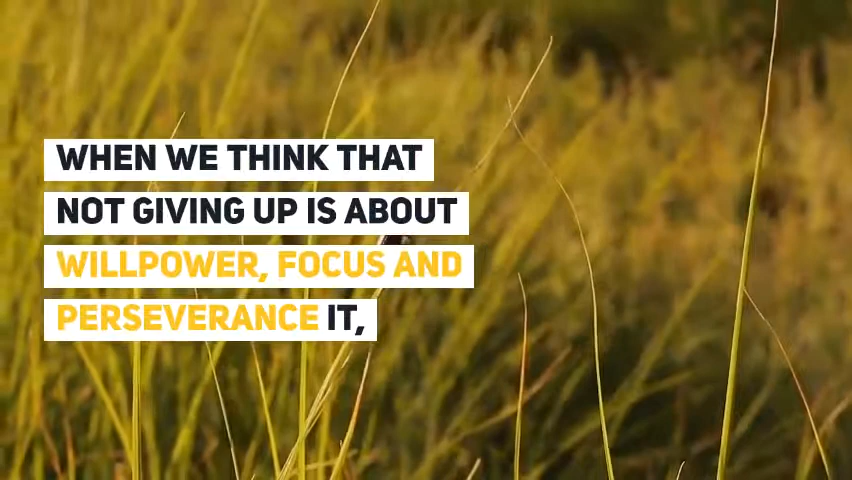 WHEN WE THINK THAT
NOT GIVING UP IS ABOUT
WILLPOWER, FOCUS AND
PERSEVERANCE IT,